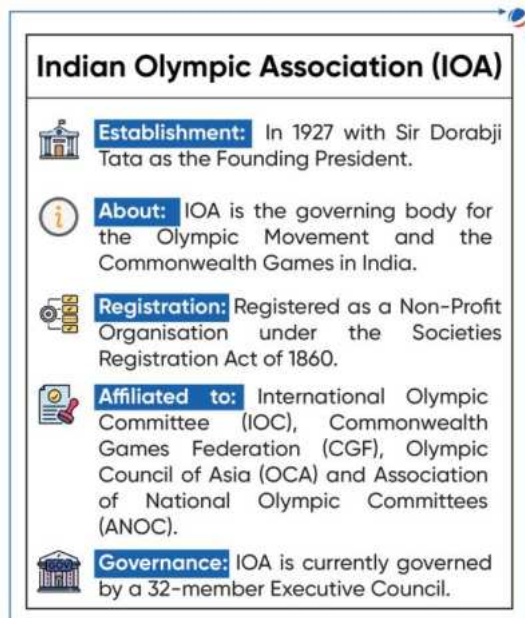 Indian Olympic Association (IOA)
Establishment: In 1927 with Sir Dorabji
Tata as the Founding President.
About: IOA is the governing body for
the Olympic Movement and the
Commonwealth Games in India.
Registration: Registered as a Non-Profit
Organisation under the Societies
Registration Act of 1860.
Affiliated to: International Olympic
Committee (IOC), Commonwealth
Games Federation (CGF), Olympic
Council of Asia (OCA) and Association
of National Olympic Committees
(ANOC).
GOV
Governance: IOA is currently governed
by a 32-member Executive Council.